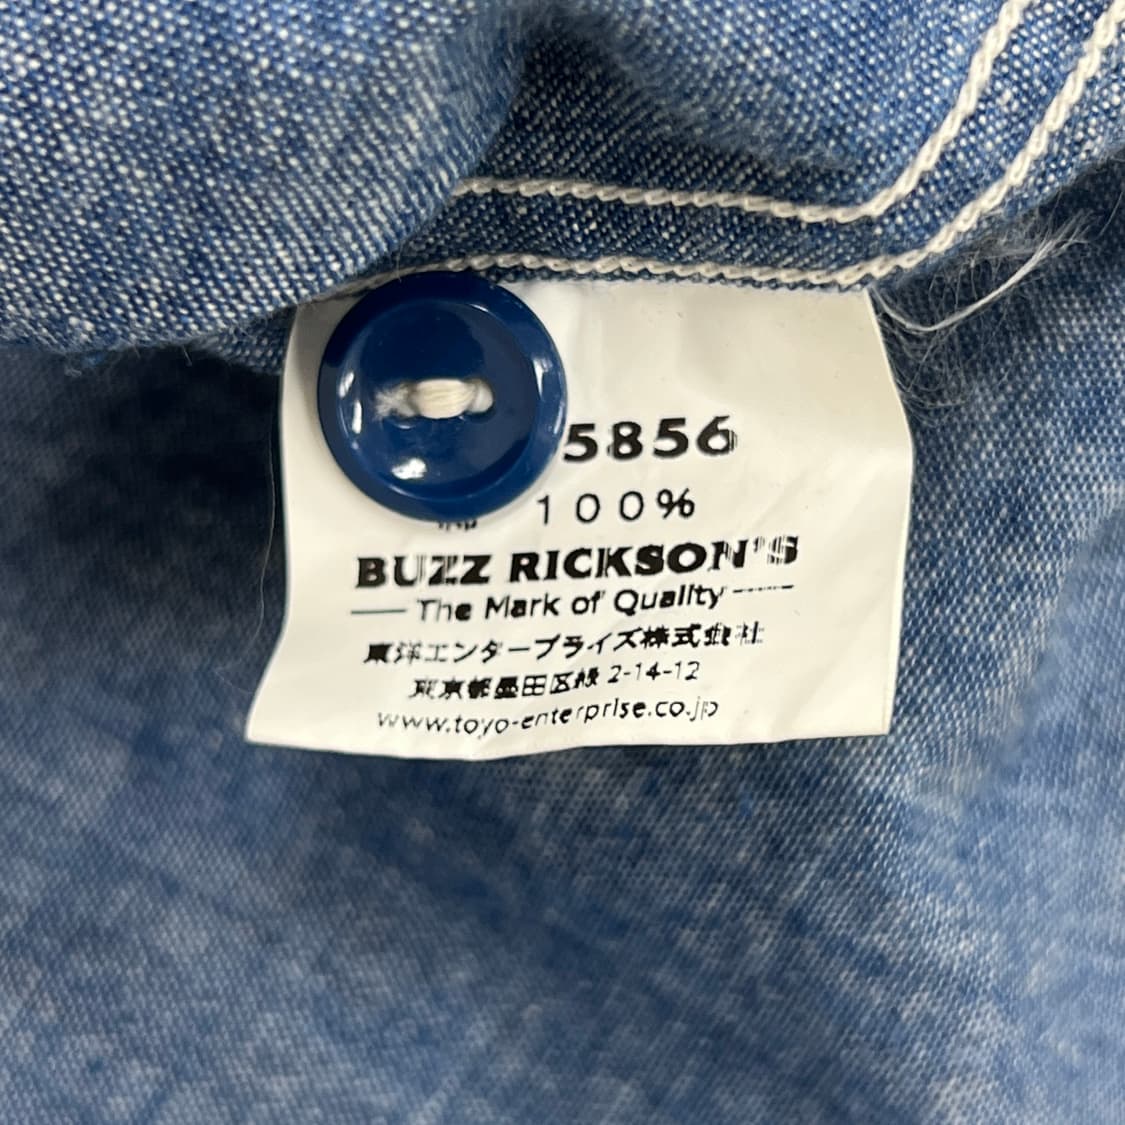 5856
100%
BUZZ RICKSON'S
The Mark of Quality
東洋エンタープライズ株式会社
東京都墨田区緑 2-14-12
www.toyo-enterprise.co.jp